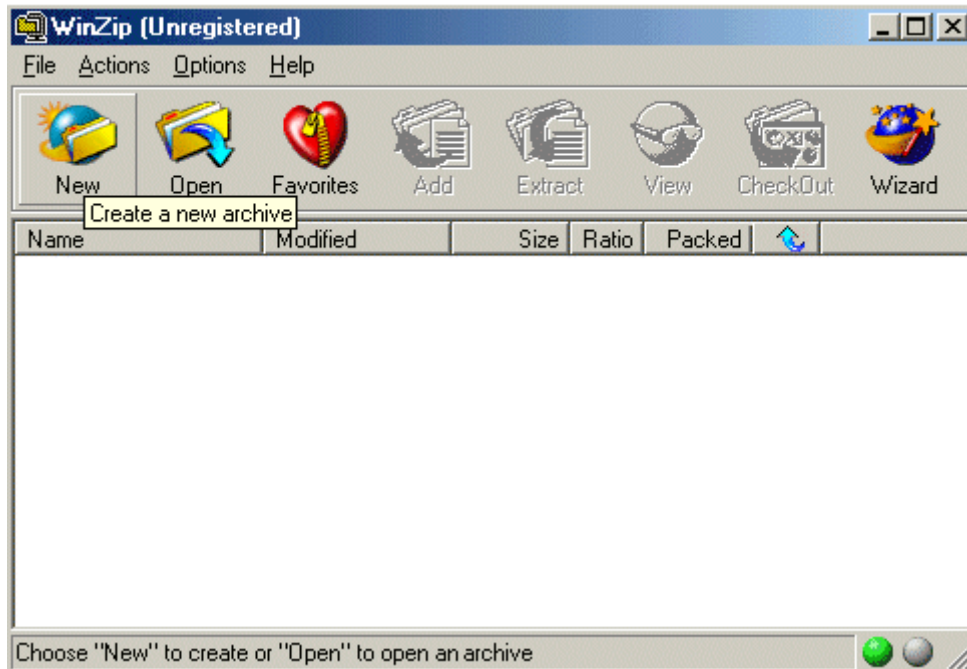 WinZip (Unregistered)
File Actions Options Help
New Open Favorites Add Extract View CheckOut Wizard
Create a new archive
Name Modified Size Ratio Packed
Choose "New" to create or "Open" to open an archive